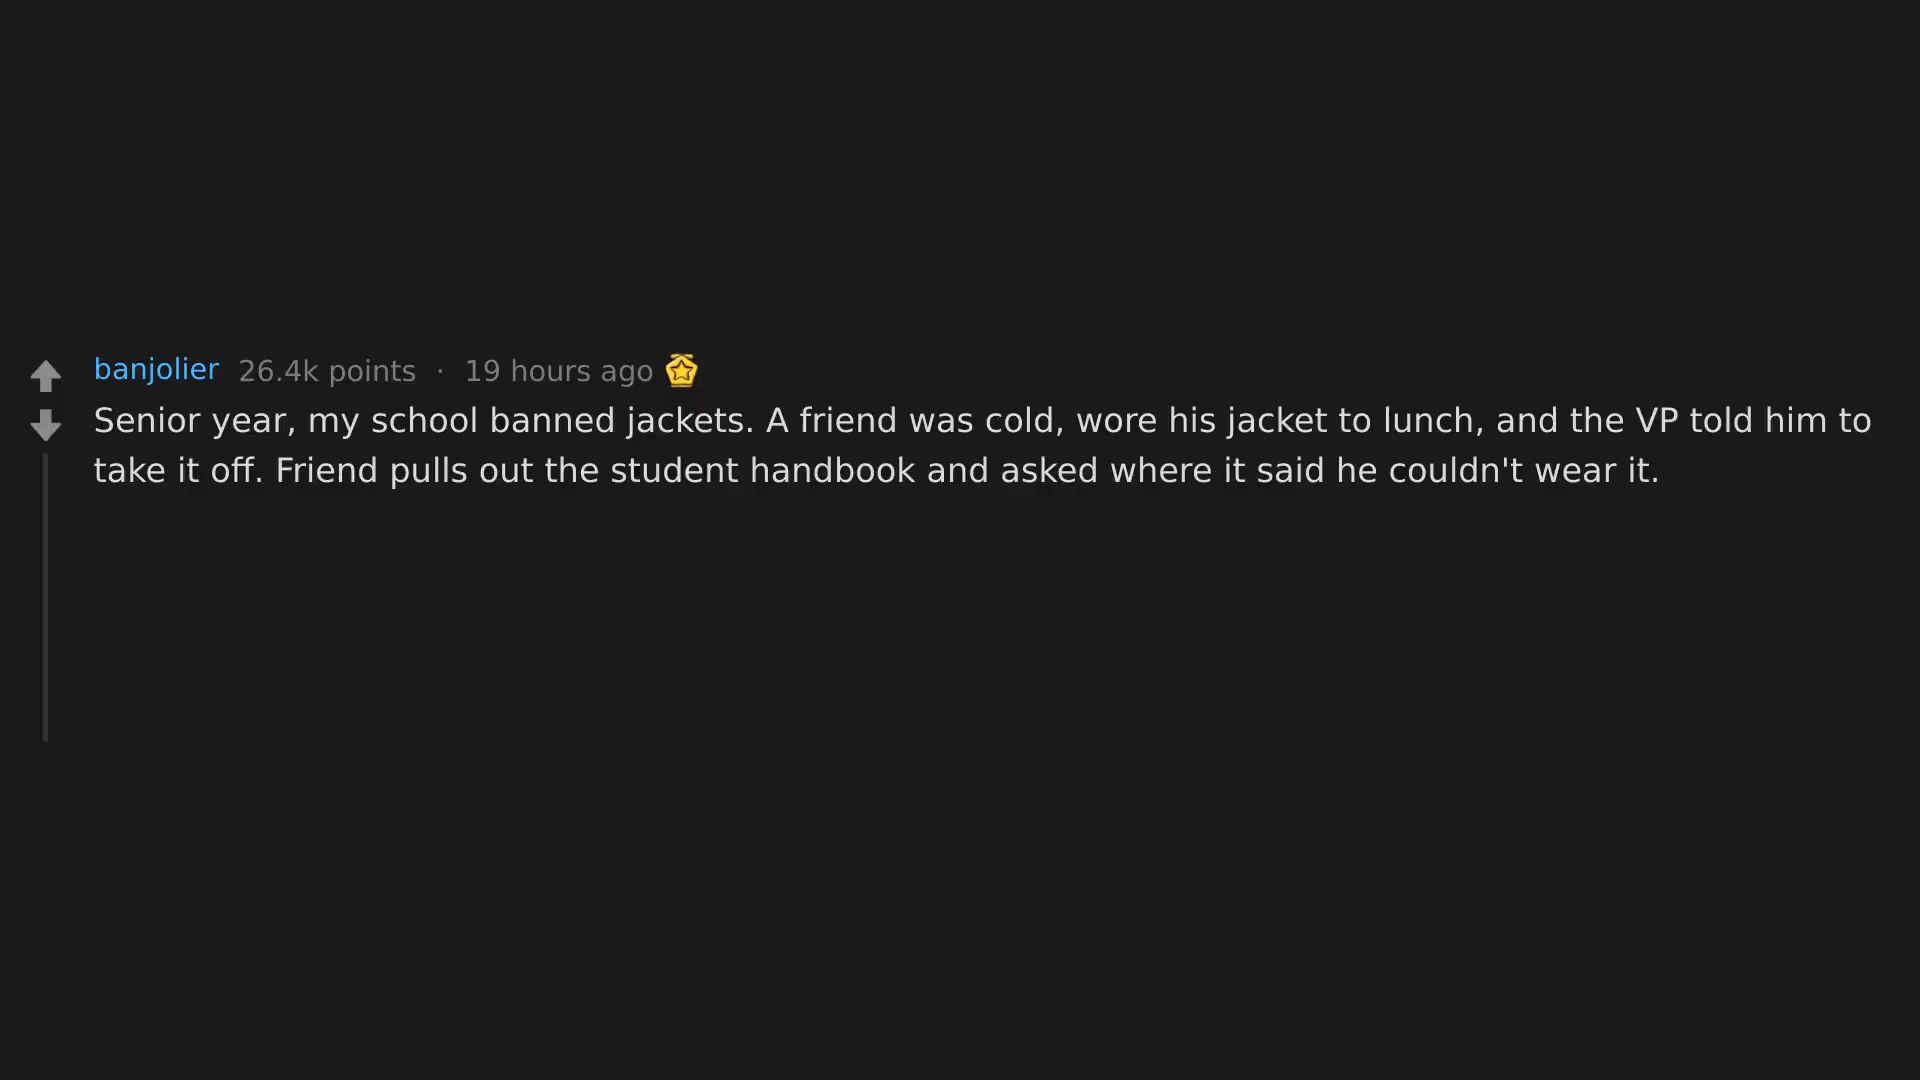 banjolier 26.4k points · 19 hours ago
Senior year, my school banned jackets. A friend was cold, wore his jacket to lunch, and the VP told him to
take it off. Friend pulls out the student handbook and asked where it said he couldn't wear it.